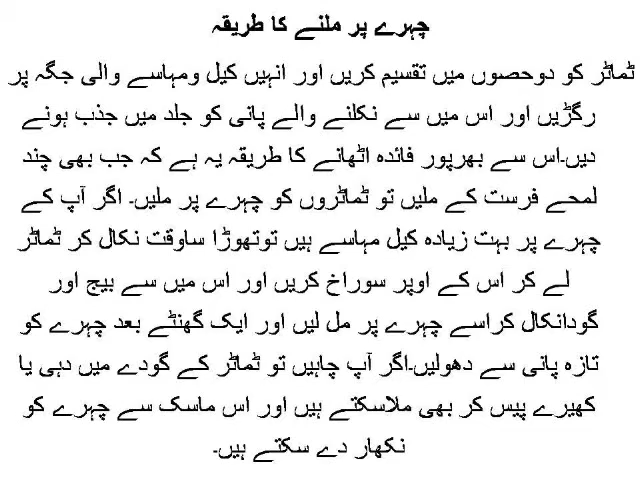 چہرے پر ملنے کا طریقہ
ٹماٹر کو دوحصوں میں تقسیم کریں اور انہیں کیل ومہاسے والی جگہ پر
رگڑیں اور اس میں سے نکلنے والے پانی کو جلد میں جذب ہونے
دیں۔اس سے بھرپور فائدہ اٹھانے کا طریقہ یہ ہے کہ جب بھی چند
لمحے فرست کے ملیں تو ٹماٹروں کو چہرے پر ملیں۔ اگر آپ کے
چہرے پر بہت زیادہ کیل مہاسے ہیں توتھوڑا ساوقت نکال کر ٹماٹر
لے کر اس کے اوپر سوراخ کریں اور اس میں سے بیج اور
گودانکال کراسے چہرے پر مل لیں اور ایک گھنٹے بعد چہرے کو
تازہ پانی سے دھولیں۔اگر آپ چاہیں تو ٹماٹر کے گودے میں دہی یا
کھیرے پیس کر بھی ملاسکتے ہیں اور اس ماسک سے چہرے کو
نکھار دے سکتے ہیں۔